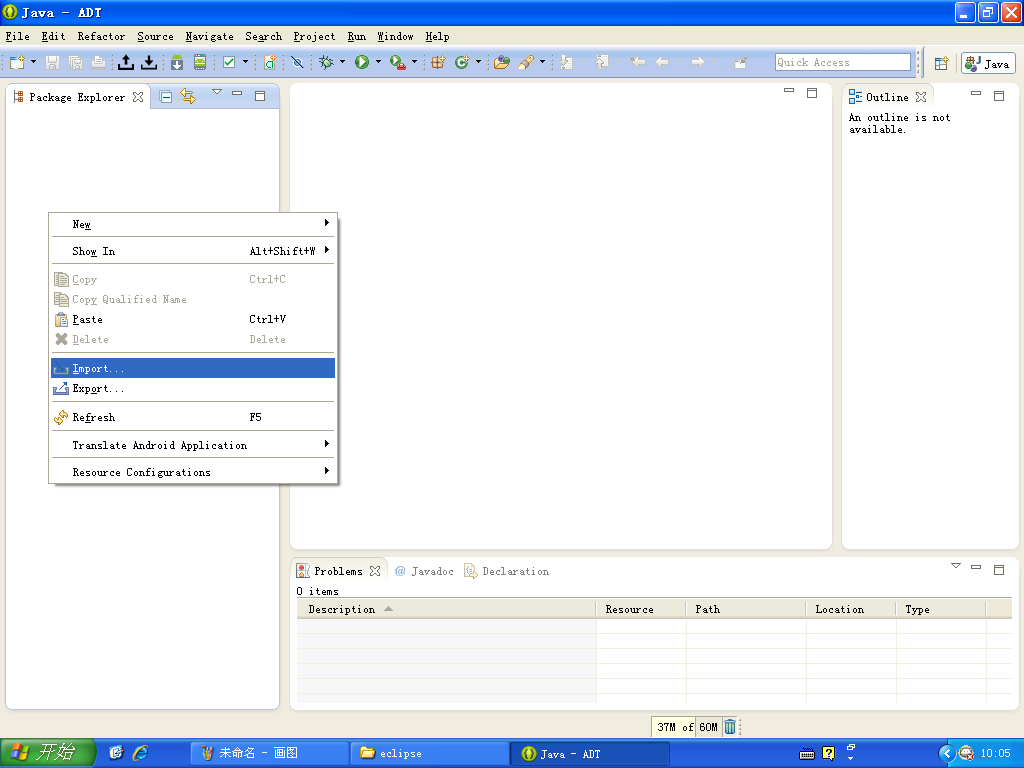 Java - ADT
File Edit Refactor Source Navigate Search Project Run Window Help
Quick Access
Java
Package Explorer
Outline
An outline is not
available.
New
Show In Alt+Shift+W
Copy Ctrl+C
Copy Qualified Name
Paste Ctrl+V
Delete Delete
Import...
Export...
Refresh F5
Translate Android Application
Resource Configurations
Problems @ Javadoc Declaration
0 items
Description Resource Path Location Type
37M of 60M
开始 未命名 - 画图 eclipse Java - ADT 10:05